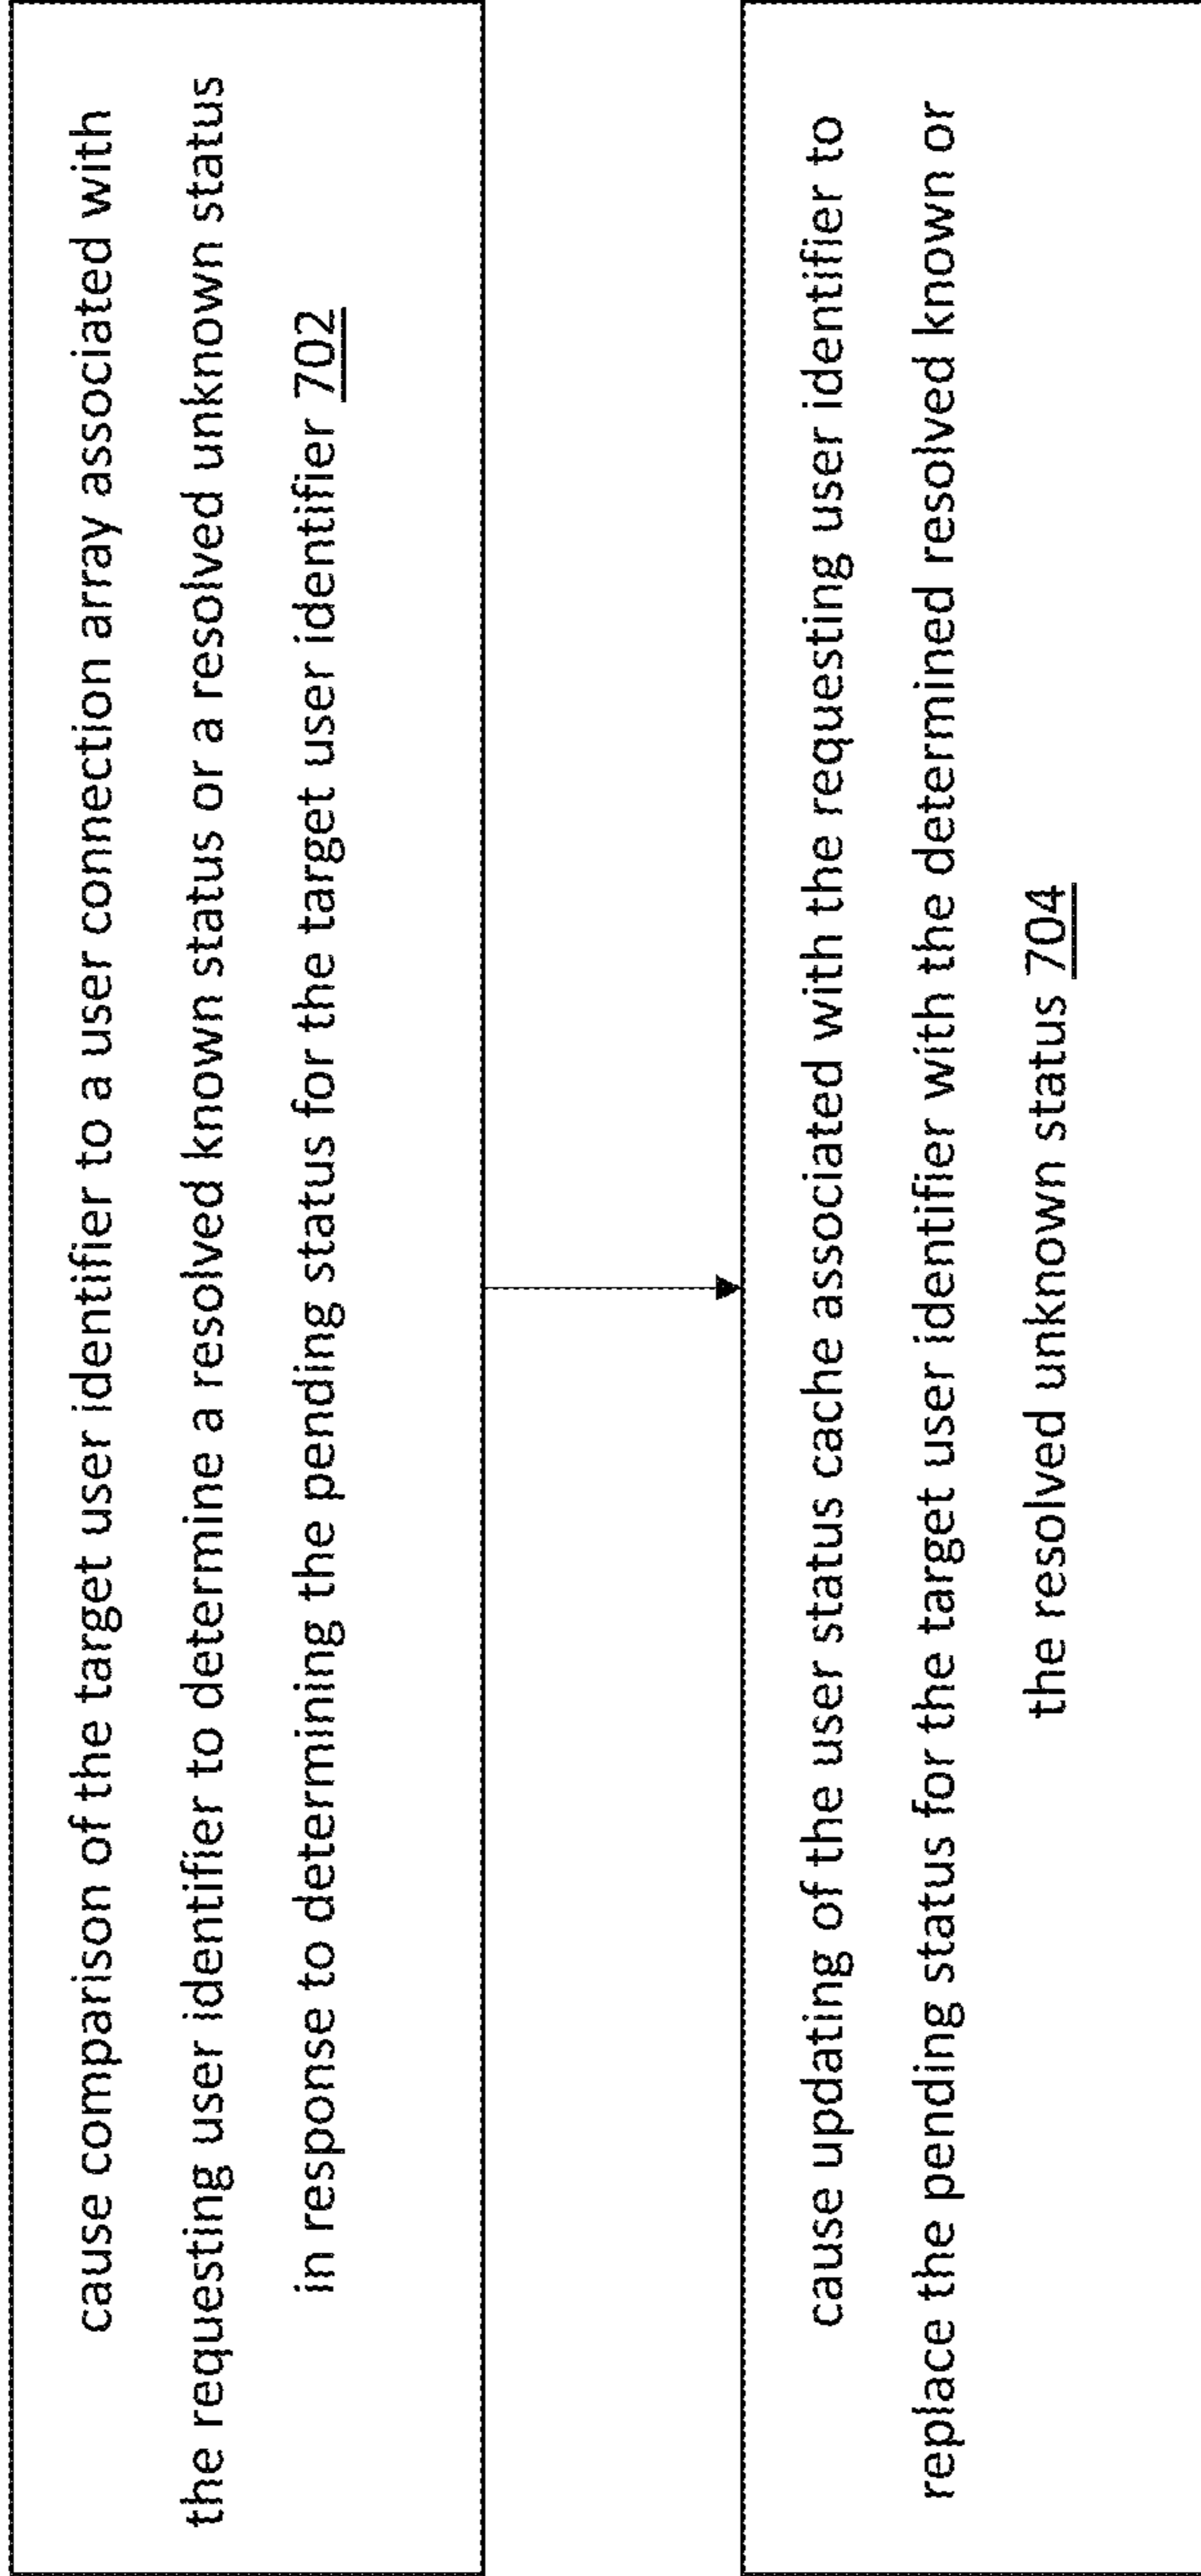 cause comparison of the target user identifier to a user connection array associated with
the requesting user identifier to determine a resolved known status or a resolved unknown status
in response to determining the pending status for the target user identifier 702
cause updating of the user status cache associated with the requesting user identifier to
replace the pending status for the target user identifier with the determined resolved known or
the resolved unknown status 704